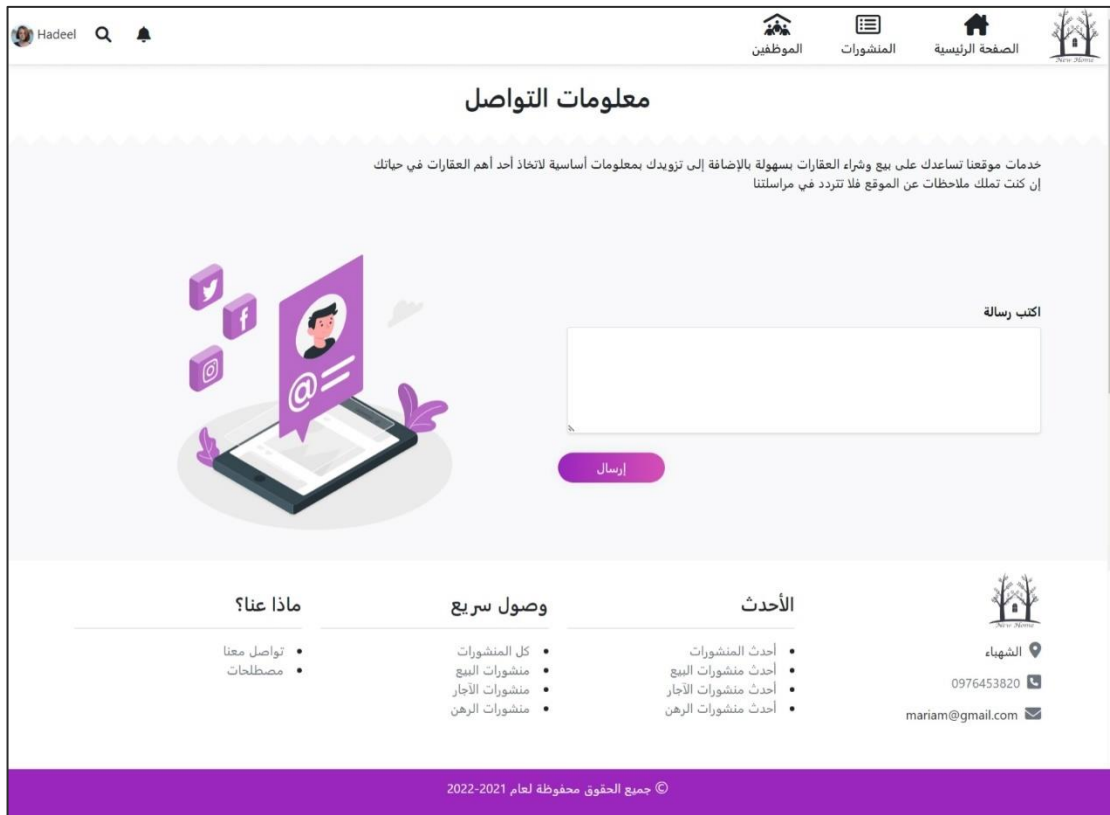 New Home
الصفحة الرئيسية
المنشورات
الموظفين
Hadeel
معلومات التواصل
خدمات موقعنا تساعدك على بيع وشراء العقارات بسهولة بالإضافة إلى تزويدك بمعلومات أساسية لاتخاذ أحد أهم العقارات في حياتك
إن كنت تملك ملاحظات عن الموقع فلا تتردد في مراسلتنا
اكتب رسالة
إرسال
New Home
الشهباء
0976453820
mariam@gmail.com
الأحدث
أحدث المنشورات
أحدث منشورات البيع
أحدث منشورات الآجار
أحدث منشورات الرهن
وصول سريع
كل المنشورات
منشورات البيع
منشورات الآجار
منشورات الرهن
ماذا عنا؟
تواصل معنا
مصطلحات
© جميع الحقوق محفوظة لعام 2021-2022